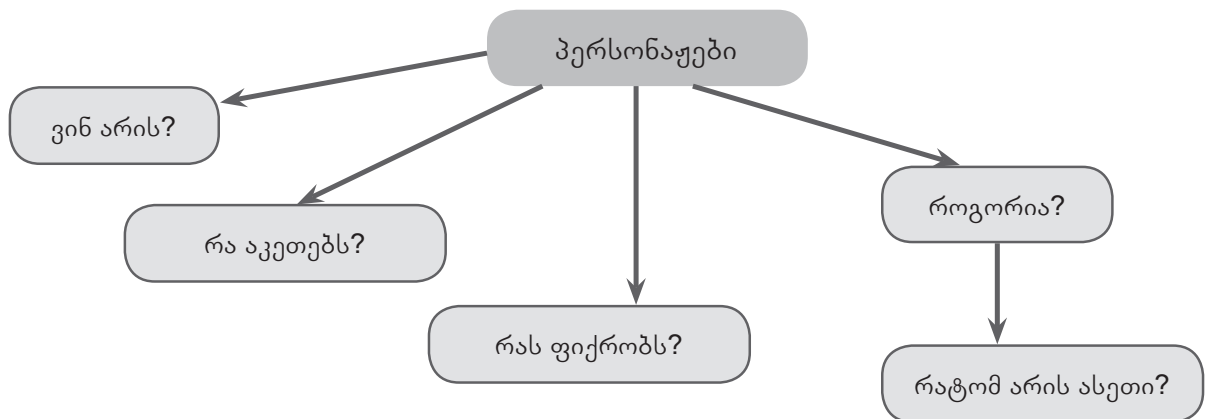 პერსონაჟები
ვინ არის?
რა აკეთებს?
რას ფიქრობს?
როგორია?
რატომ არის ასეთი?